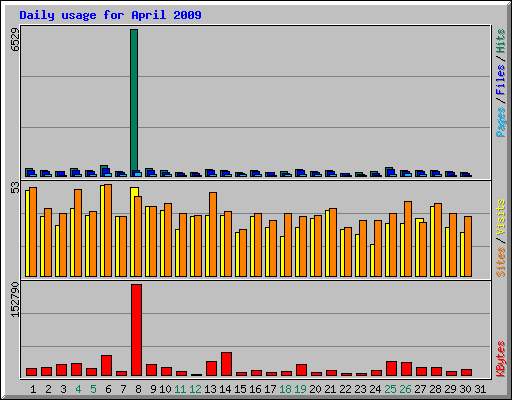 Daily usage for April 2009
6529
Pages / Files / Hits
53
Sites / Visits
152790
KBytes
1 2 3 4 5 6 7 8 9 10 11 12 13 14 15 16 17 18 19 20 21 22 23 24 25 26 27 28 29 30 31